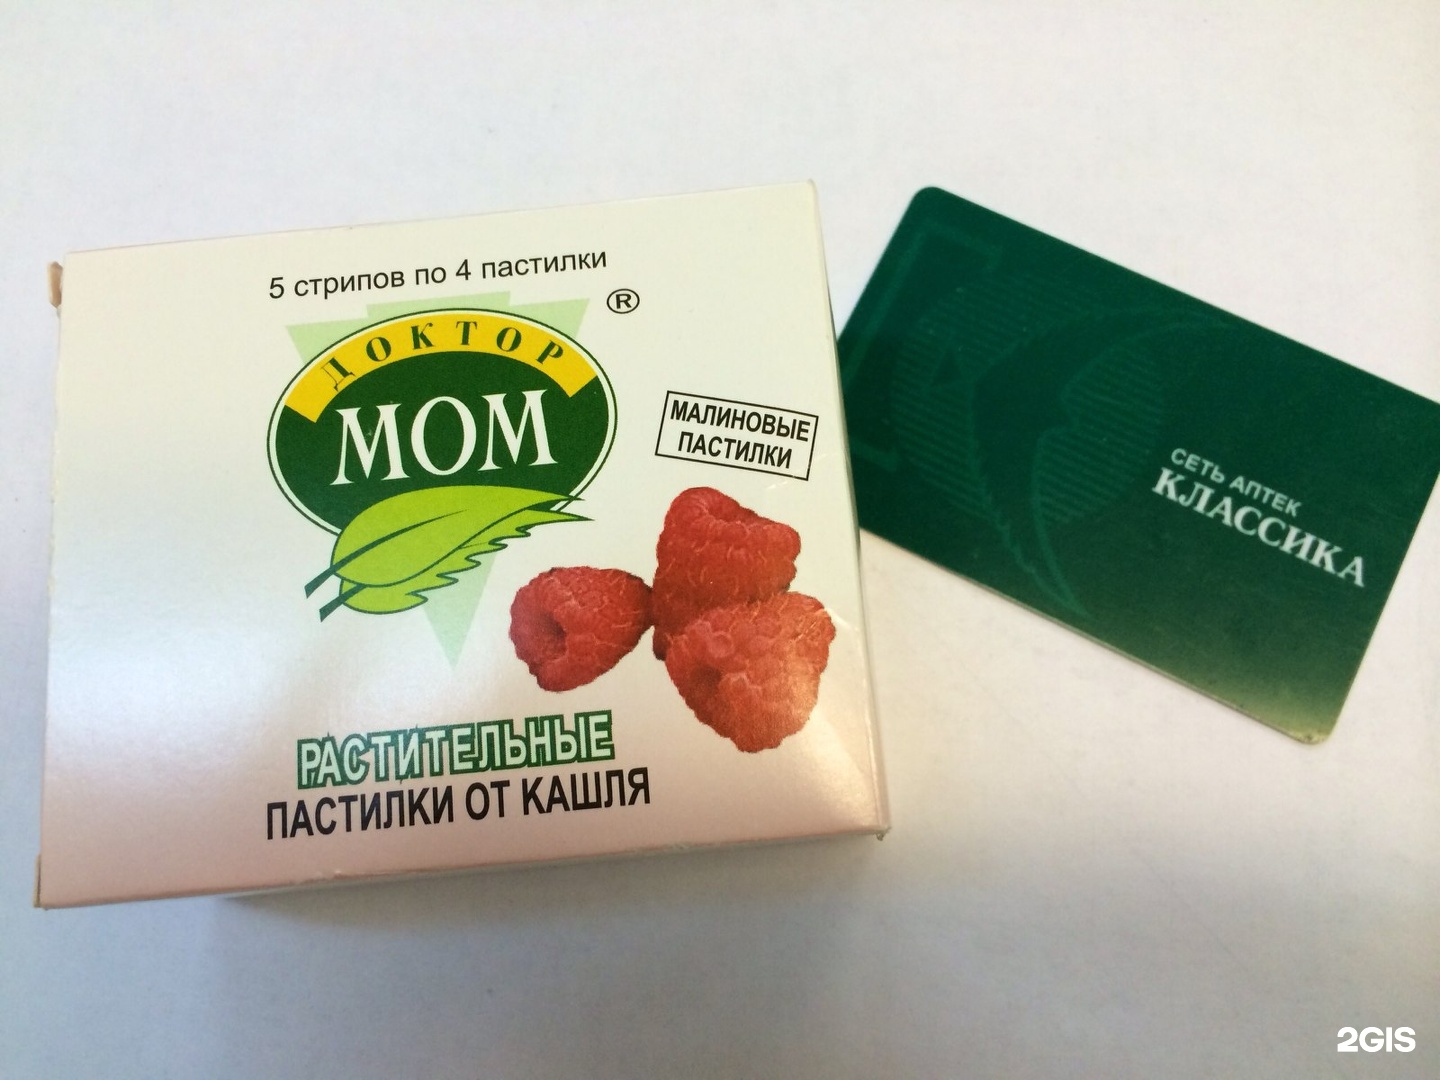 5 стрипов по 4 пастилки
®
ДОКТОР
МОМ
МАЛИНОВЫЕ
ПАСТИЛКИ
РАСТИТЕЛЬНЫЕ
ПАСТИЛКИ ОТ КАШЛЯ
СЕТЬ АПТЕК
КЛАССИКА
2GIS